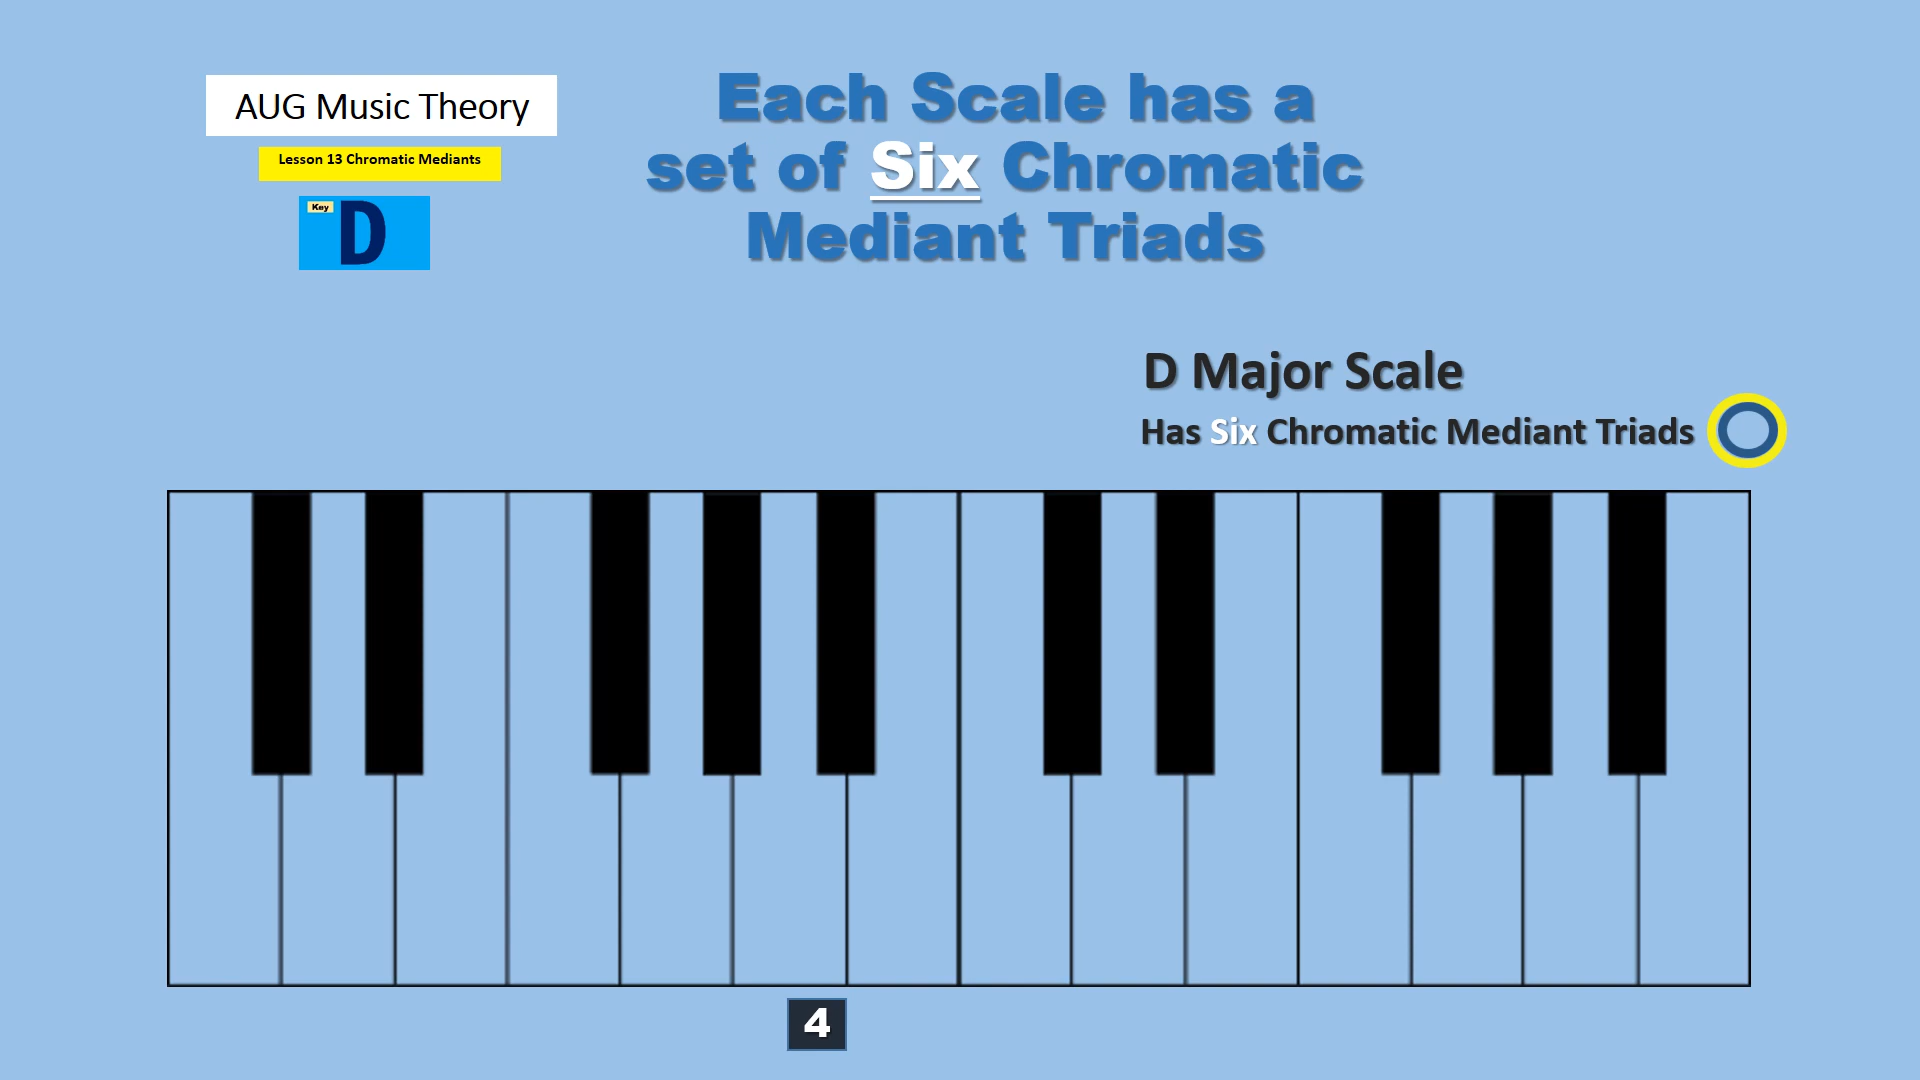 AUG Music Theory
Lesson 13 Chromatic Mediants
Key
D
Each Scale has a
set of Six Chromatic
Mediant Triads
D Major Scale
Has Six Chromatic Mediant Triads
4